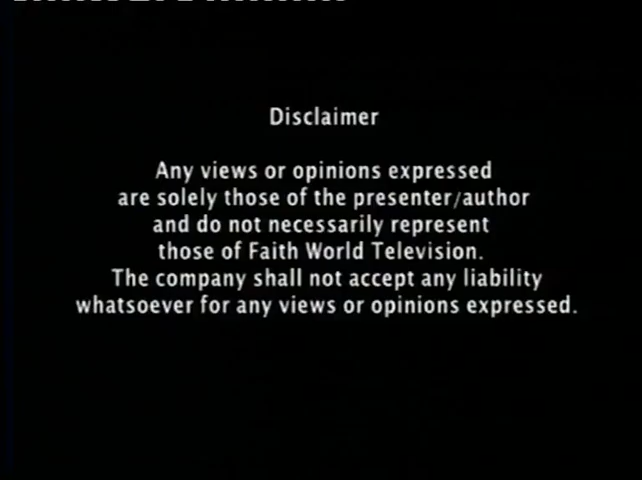 Disclaimer
Any views or opinions expressed
are solely those of the presenter/author
and do not necessarily represent
those of Faith World Television.
The company shall not accept any liability
whatsoever for any views or opinions expressed.